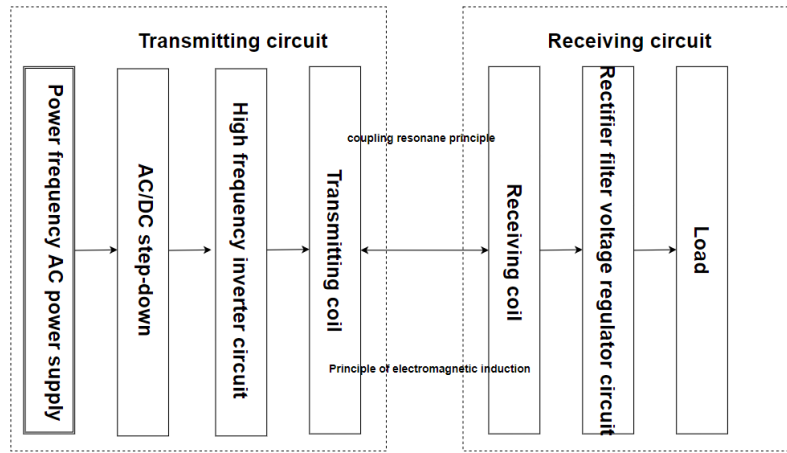 Transmitting circuit
Receiving circuit
Power frequency AC power supply
AC/DC step-down
High frequency inverter circuit
Transmitting coil
coupling resonane principle
Principle of electromagnetic induction
Receiving coil
Rectifier filter voltage regulator circuit
Load